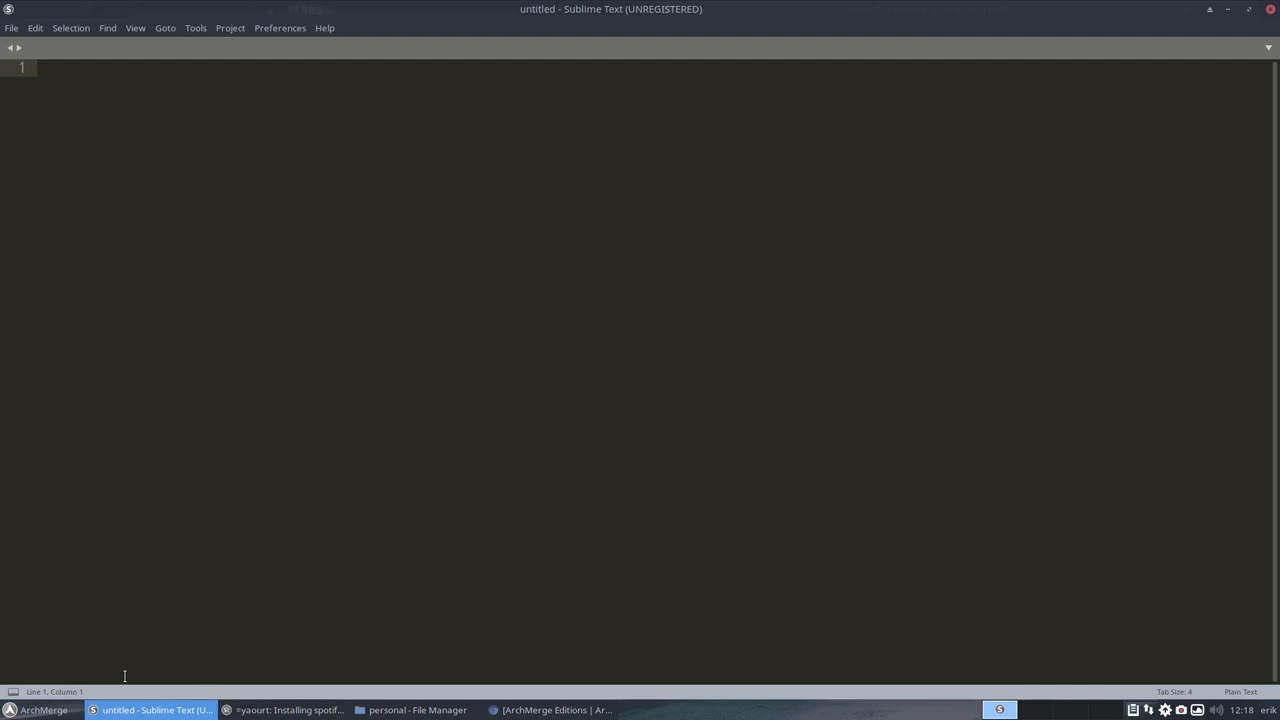 untitled - Sublime Text (UNREGISTERED)
File Edit Selection Find View Goto Tools Project Preferences Help
1
Line 1, Column 1 Tab Size: 4 Plain Text
ArchMerge untitled - Sublime Text (U... =yaourt: Installing spotif... personal - File Manager [ArchMerge Editions | Ar... 12:18 erik